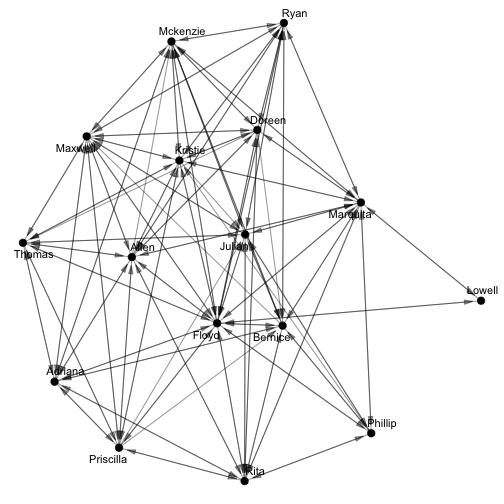 Ryan
Mckenzie
Doreen
Maxwell
Kristie
Marquita
Julian
Allen
Thomas
Lowell
Floyd
Bernice
Adriana
Phillip
Priscilla
Rita